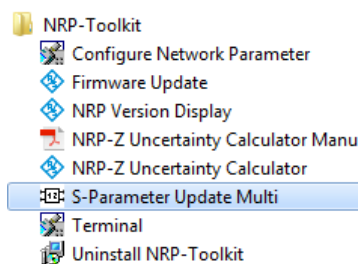 NRP-Toolkit
Configure Network Parameter
Firmware Update
NRP Version Display
NRP-Z Uncertainty Calculator Manu
NRP-Z Uncertainty Calculator
S-Parameter Update Multi
Terminal
Uninstall NRP-Toolkit